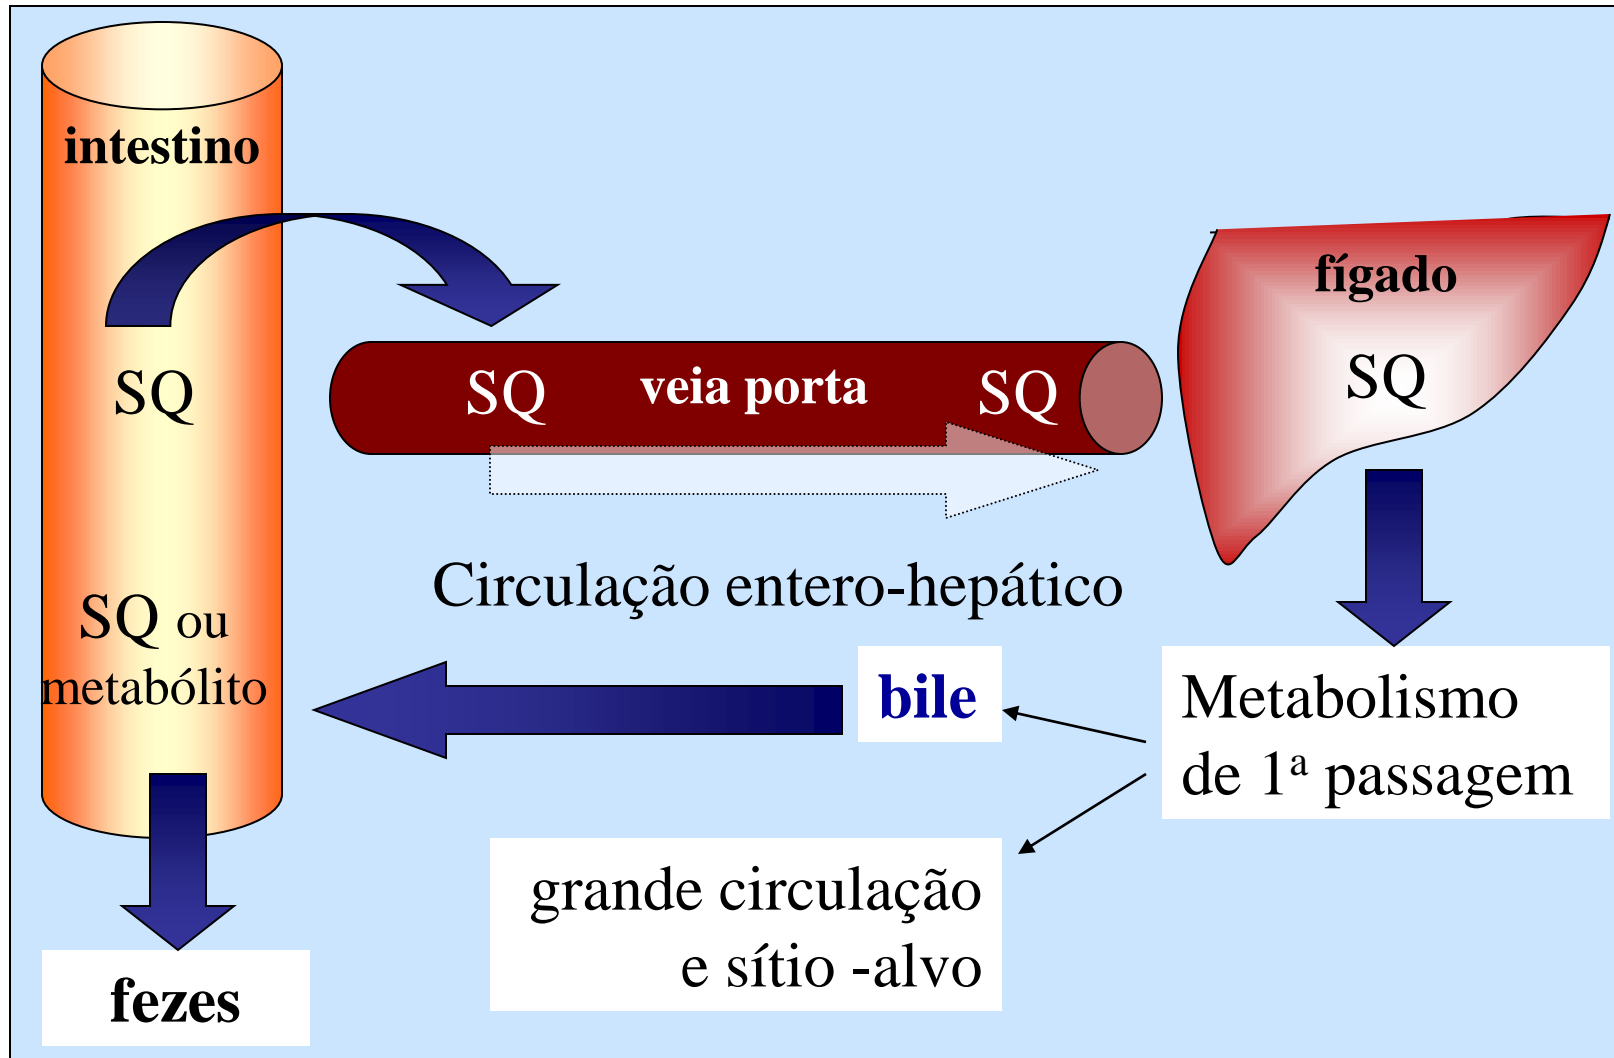 intestino
fígado
SQ
SQ
veia porta
SQ
SQ
Circulação entero-hepático
SQ ou
metabólito
bile
Metabolismo
de 1ª passagem
grande circulação
e sítio -alvo
fezes